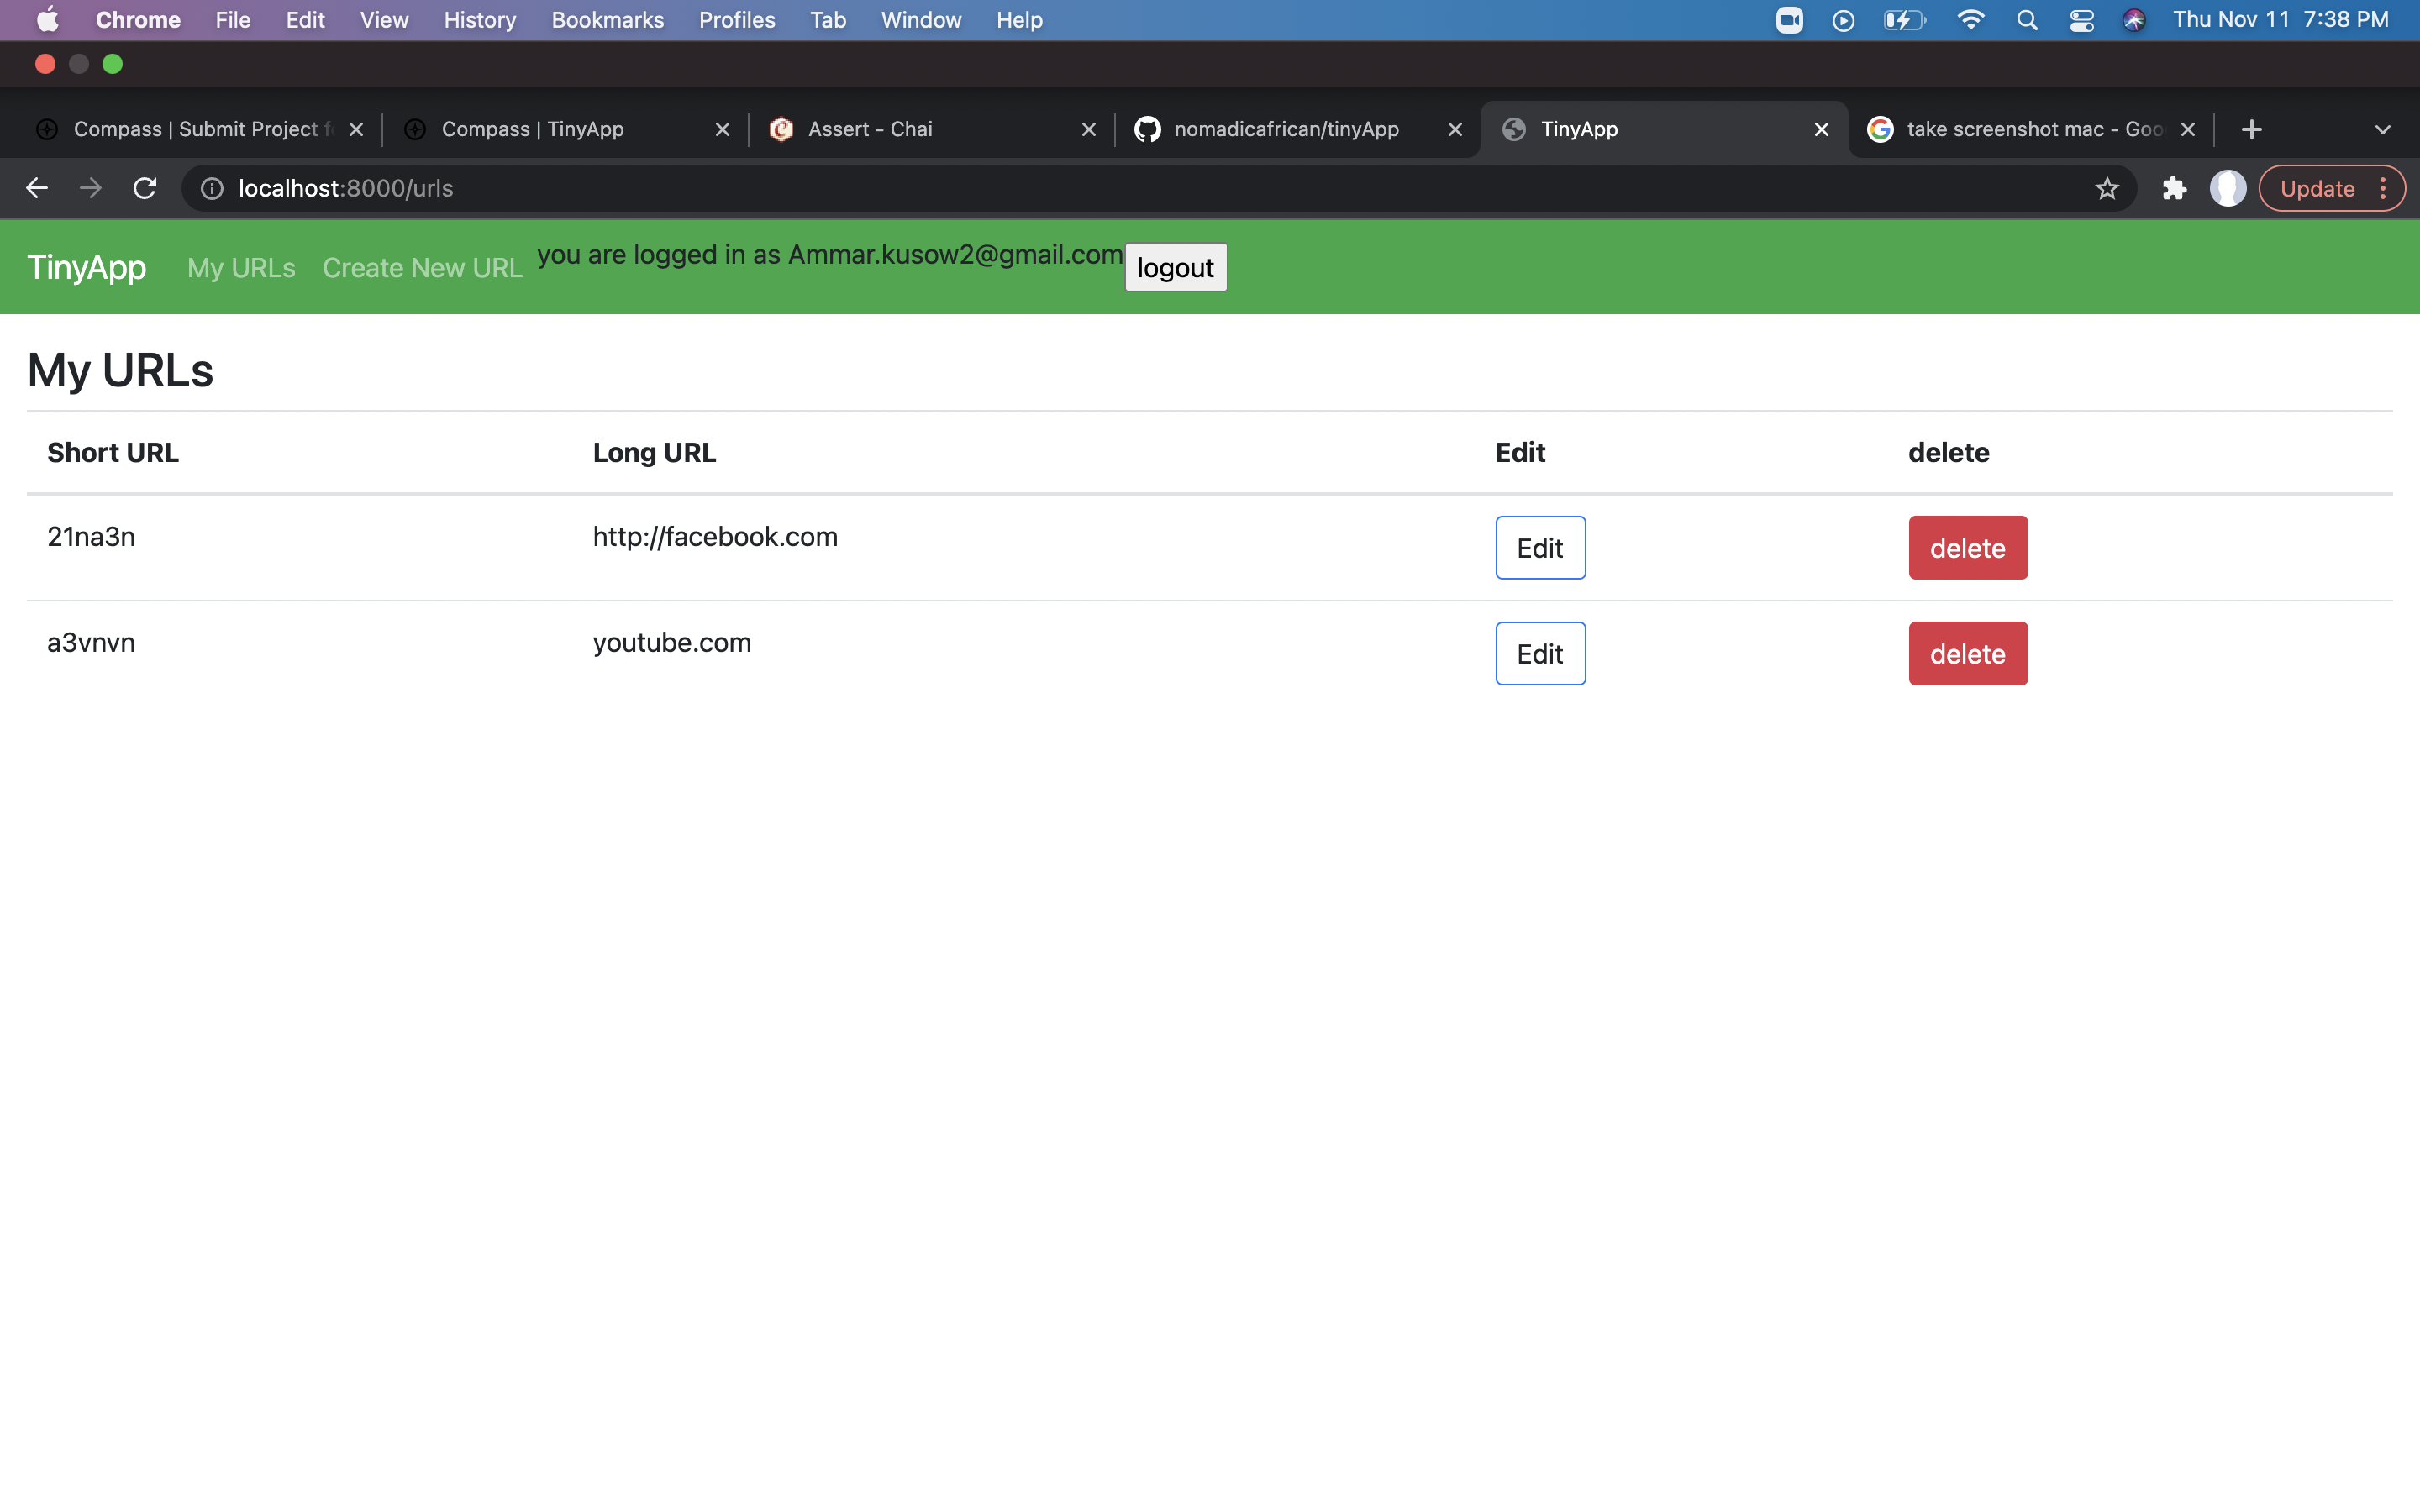 Chrome File Edit View History Bookmarks Profiles Tab Window Help Thu Nov 11 7:38 PM
Compass | Submit Project f Compass | TinyApp Assert - Chai nomadicafrican/tinyApp TinyApp take screenshot mac - Goo
localhost:8000/urls Update
TinyApp My URLs Create New URL you are logged in as Ammar.kusow2@gmail.com logout
My URLs
Short URL Long URL Edit delete
21na3n http://facebook.com Edit delete
a3vnvn youtube.com Edit delete